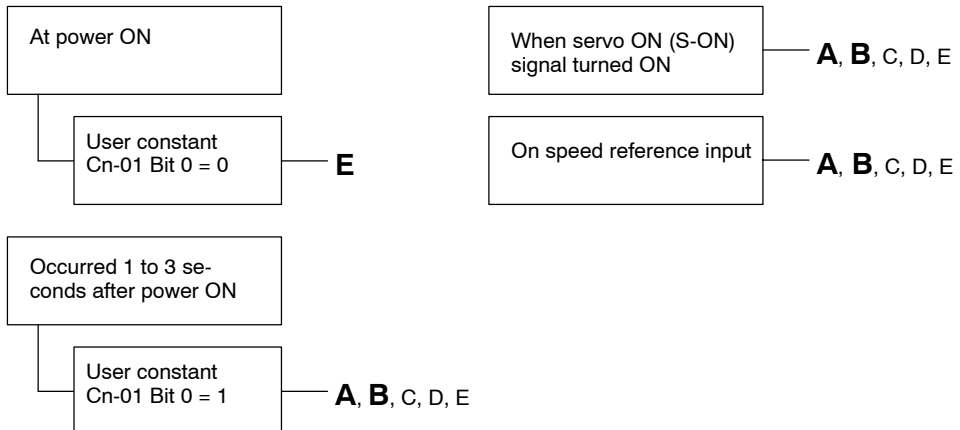 At power ON
User constant
Cn-01 Bit 0 = 0
E
Occurred 1 to 3 se-
conds after power ON
User constant
Cn-01 Bit 0 = 1
A, B, C, D, E
When servo ON (S-ON)
signal turned ON
A, B, C, D, E
On speed reference input
A, B, C, D, E